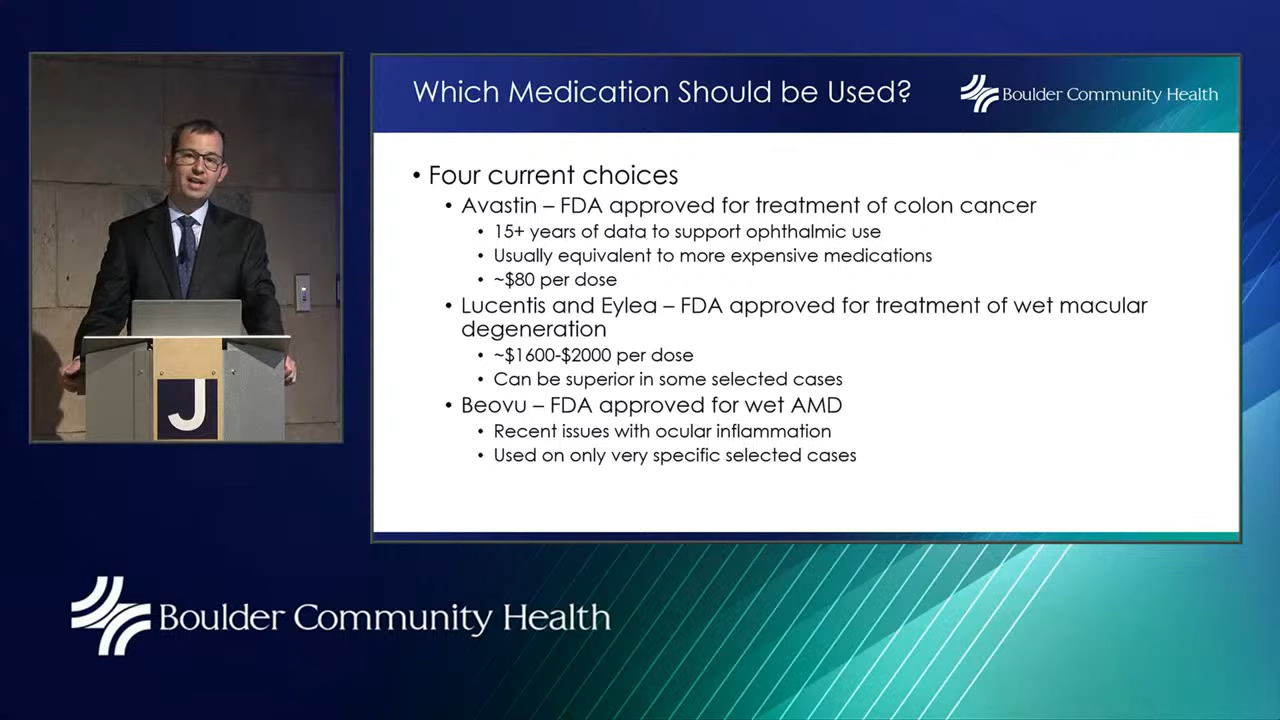 Which Medication Should be Used?
Boulder Community Health
• Four current choices
• Avastin – FDA approved for treatment of colon cancer
• 15+ years of data to support ophthalmic use
• Usually equivalent to more expensive medications
• ~$80 per dose
• Lucentis and Eylea – FDA approved for treatment of wet macular
degeneration
• ~$1600-$2000 per dose
• Can be superior in some selected cases
• Beovu – FDA approved for wet AMD
• Recent issues with ocular inflammation
• Used on only very specific selected cases
J
Boulder Community Health